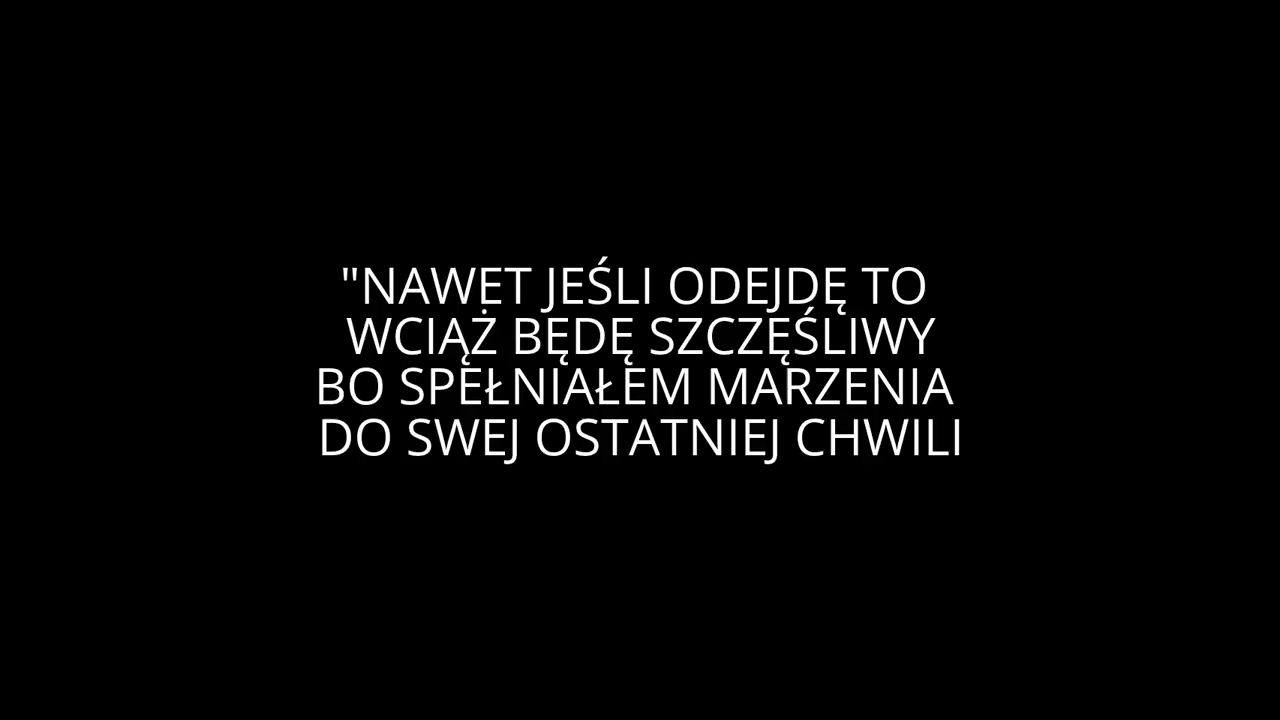 "NAWET JEŚLI ODEJDĘ TO
WCIĄŻ BĘDĘ SZCZĘŚLIWY
BO SPEŁNIAŁEM MARZENIA
DO SWEJ OSTATNIEJ CHWILI